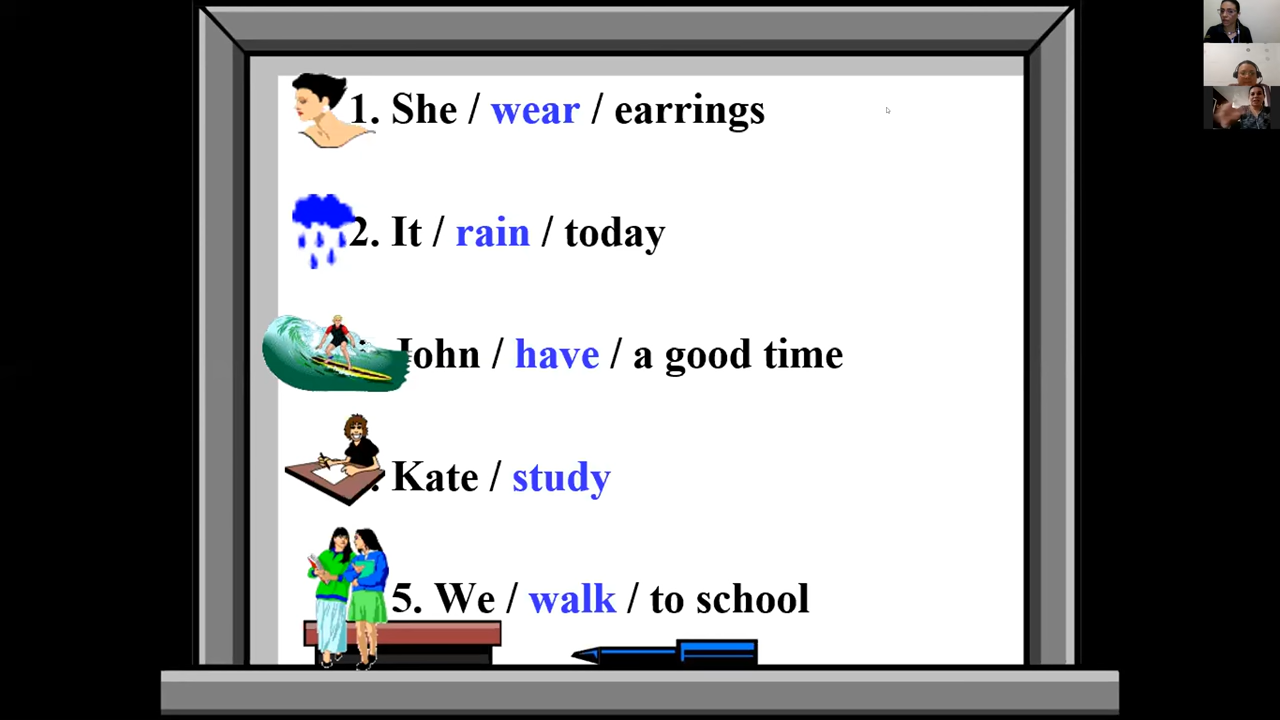 1. She / wear / earrings
2. It / rain / today
John / have / a good time
Kate / study
5. We / walk / to school